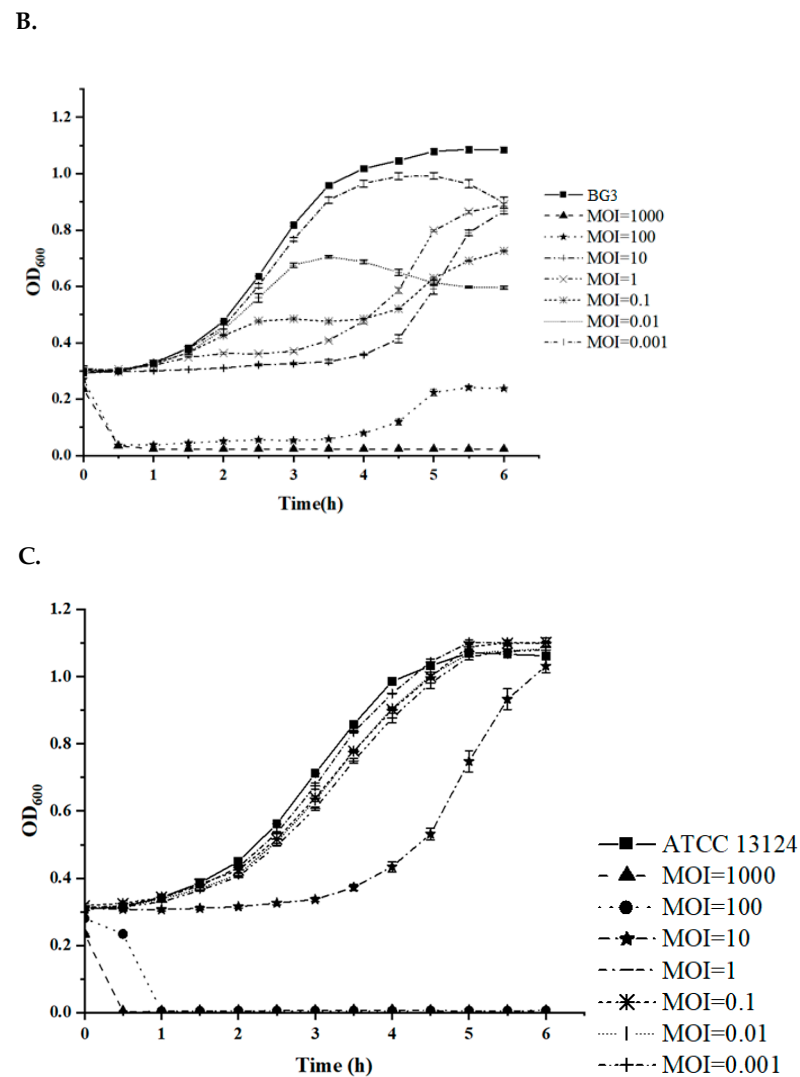 B.
1.2
1.0
0.8
0.6
0.4
0.2
0.0
OD600
0 1 2 3 4 5 6
Time(h)
BG3
MOI=1000
MOI=100
MOI=10
MOI=1
MOI=0.1
MOI=0.01
MOI=0.001
C.
1.2
1.0
0.8
0.6
0.4
0.2
0.0
OD600
0 1 2 3 4 5 6
Time (h)
ATCC 13124
MOI=1000
MOI=100
MOI=10
MOI=1
MOI=0.1
MOI=0.01
MOI=0.001